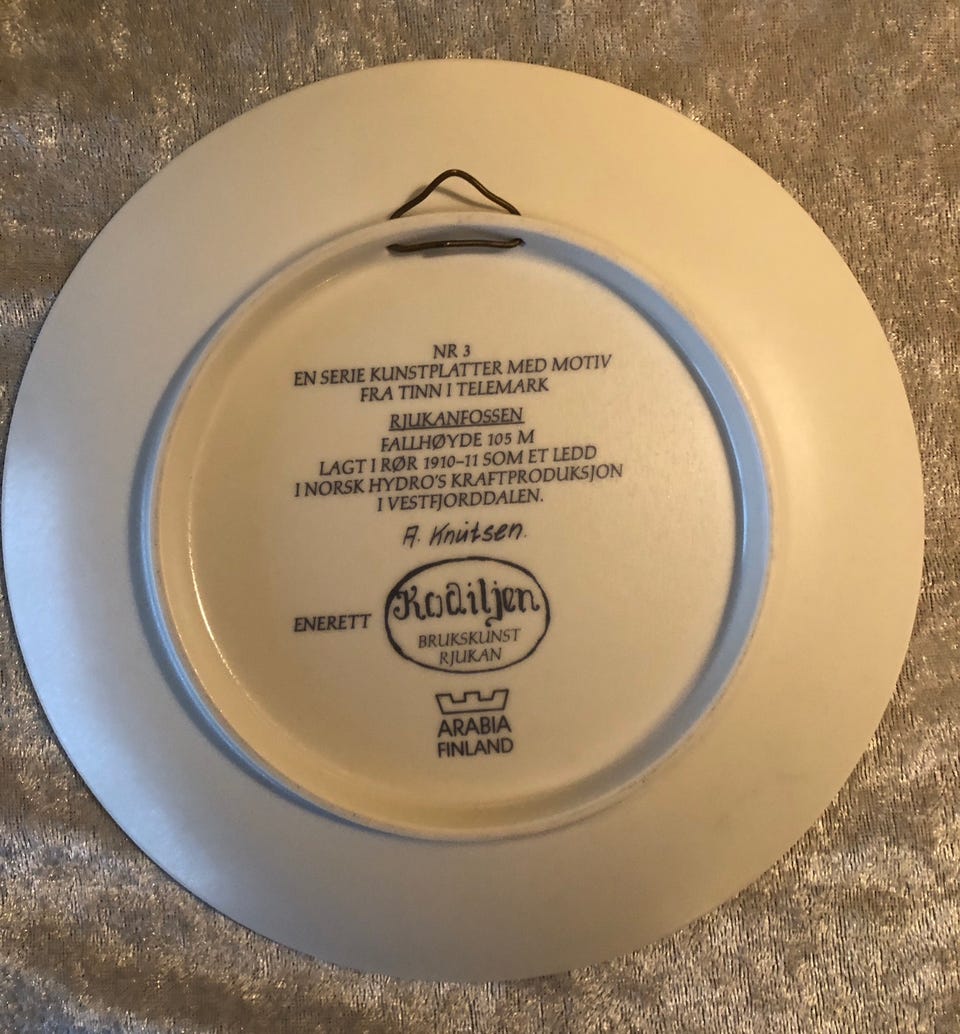 NR 3
EN SERIE KUNSTPLATTER MED MOTIV
FRA TINN I TELEMARK
RJUKANFOSSEN
FALLHØYDE 105 M
LAGT I RØR 1910-11 SOM ET LEDD
I NORSK HYDRO'S KRAFTPRODUKSJON
I VESTFJORDDALEN.
A. Knutsen.
ENERETT
Kodiljen
BRUKSKUNST
RJUKAN
ARABIA
FINLAND